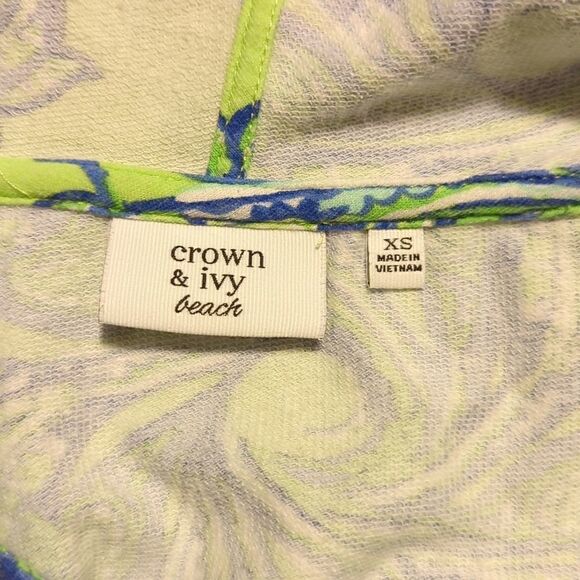 crown
& ivy
beach
XS
MADE IN
VIETNAM